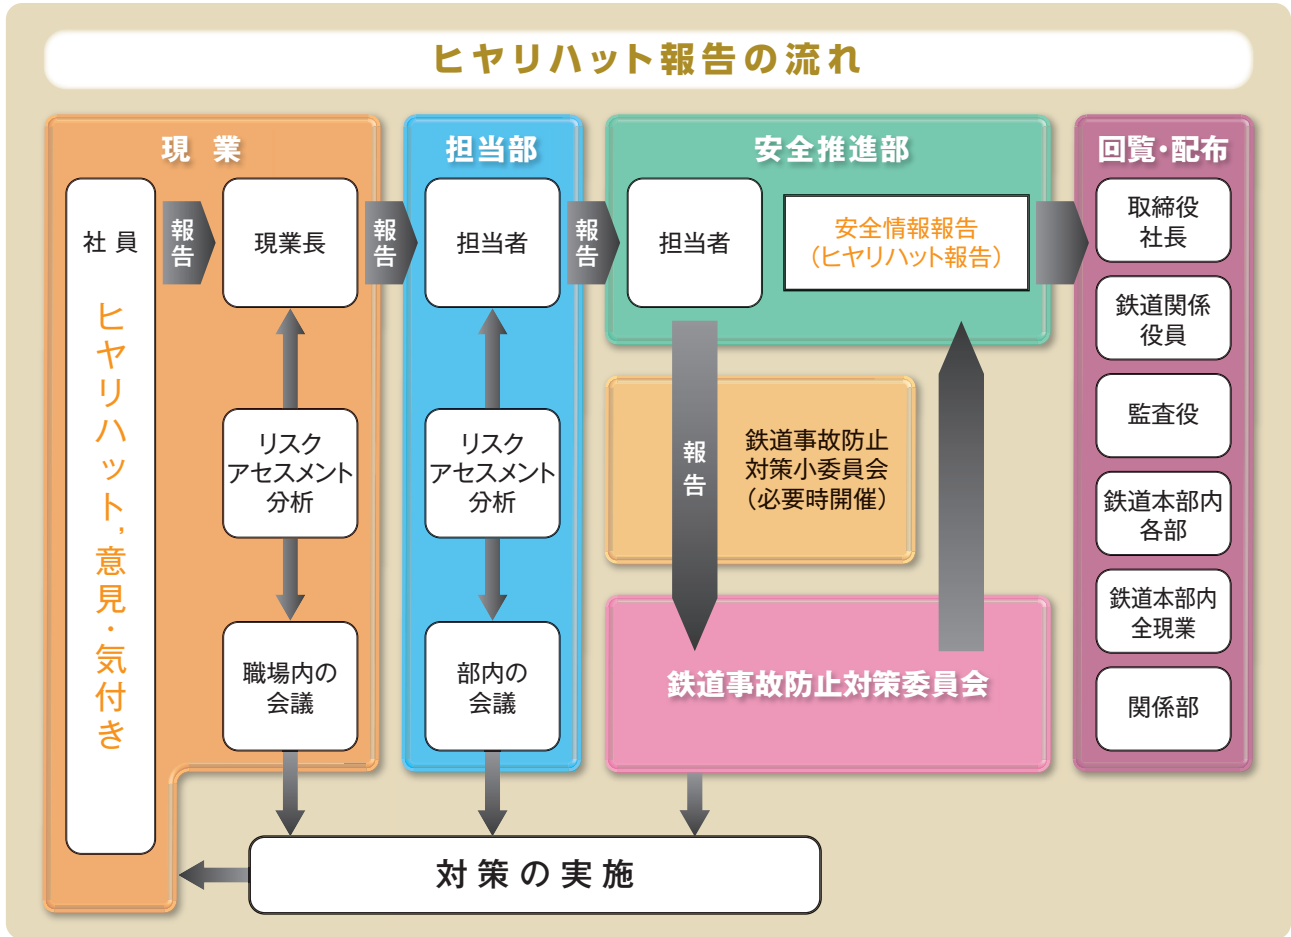 ヒヤリハット報告の流れ
現業
社員
ヒヤリハット,意見・気付き
報告
現業長
リスク
アセスメント
分析
職場内の
会議
報告
担当部
担当者
リスク
アセスメント
分析
部内の
会議
報告
安全推進部
担当者
安全情報報告
（ヒヤリハット報告）
報告
鉄道事故防止
対策小委員会
（必要時開催）
鉄道事故防止対策委員会
回覧・配布
取締役
社長
鉄道関係
役員
監査役
鉄道本部内
各部
鉄道本部内
全現業
関係部
対策の実施